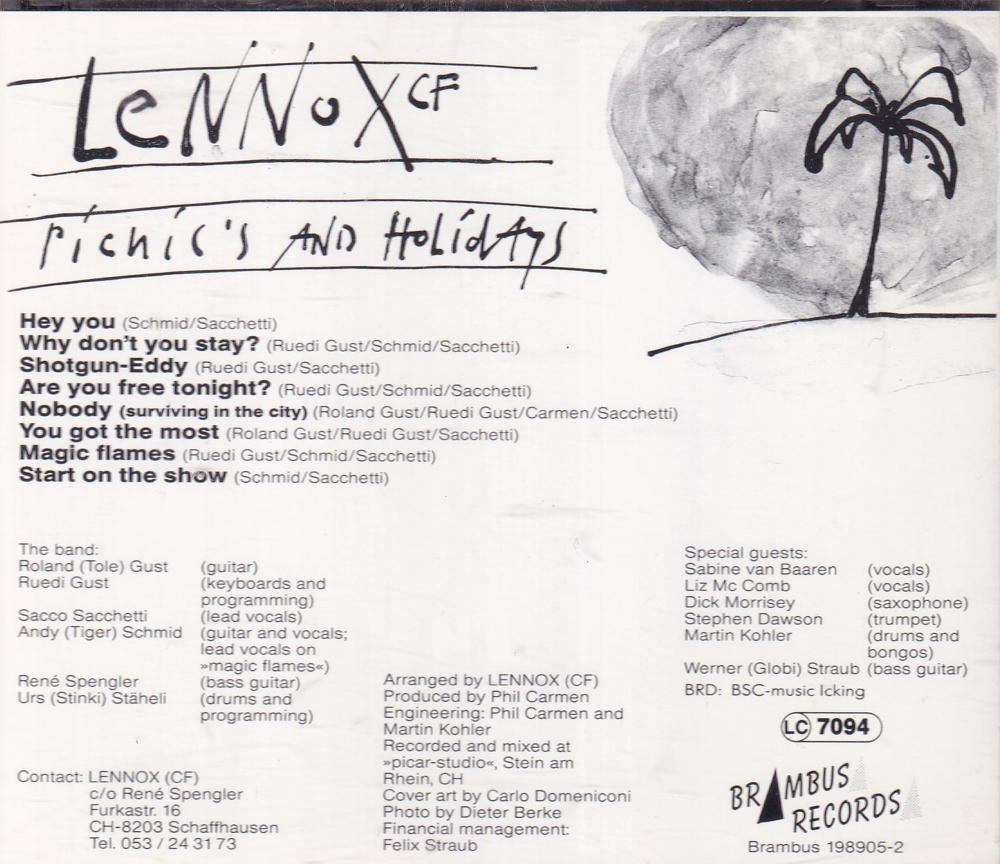 LeNNoX CF
Picnic's AND HolidAys
Hey you (Schmid/Sacchetti)
Why don't you stay? (Ruedi Gust/Schmid/Sacchetti)
Shotgun-Eddy (Ruedi Gust/Sacchetti)
Are you free tonight? (Ruedi Gust/Schmid/Sacchetti)
Nobody (surviving in the city) (Roland Gust/Ruedi Gust/Carmen/Sacchetti)
You got the most (Roland Gust/Ruedi Gust/Sacchetti)
Magic flames (Ruedi Gust/Schmid/Sacchetti)
Start on the show (Schmid/Sacchetti)
The band:
Roland (Tole) Gust (guitar)
Ruedi Gust (keyboards and
programming)
Sacco Sacchetti (lead vocals)
Andy (Tiger) Schmid (guitar and vocals;
lead vocals on
»magic flames«)
René Spengler (bass guitar)
Urs (Stinki) Stäheli (drums and
programming)
Contact: LENNOX (CF)
c/o René Spengler
Furkastr. 16
CH-8203 Schaffhausen
Tel. 053 / 24 31 73
Arranged by LENNOX (CF)
Produced by Phil Carmen
Engineering: Phil Carmen and
Martin Kohler
Recorded and mixed at
»picar-studio«, Stein am
Rhein, CH
Cover art by Carlo Domeniconi
Photo by Dieter Berke
Financial management:
Felix Straub
Special guests:
Sabine van Baaren (vocals)
Liz Mc Comb (vocals)
Dick Morrisey (saxophone)
Stephen Dawson (trumpet)
Martin Kohler (drums and
bongos)
Werner (Globi) Straub (bass guitar)
BRD: BSC-music Icking
LC 7094
BRAMBUS
RECORDS
Brambus 198905-2